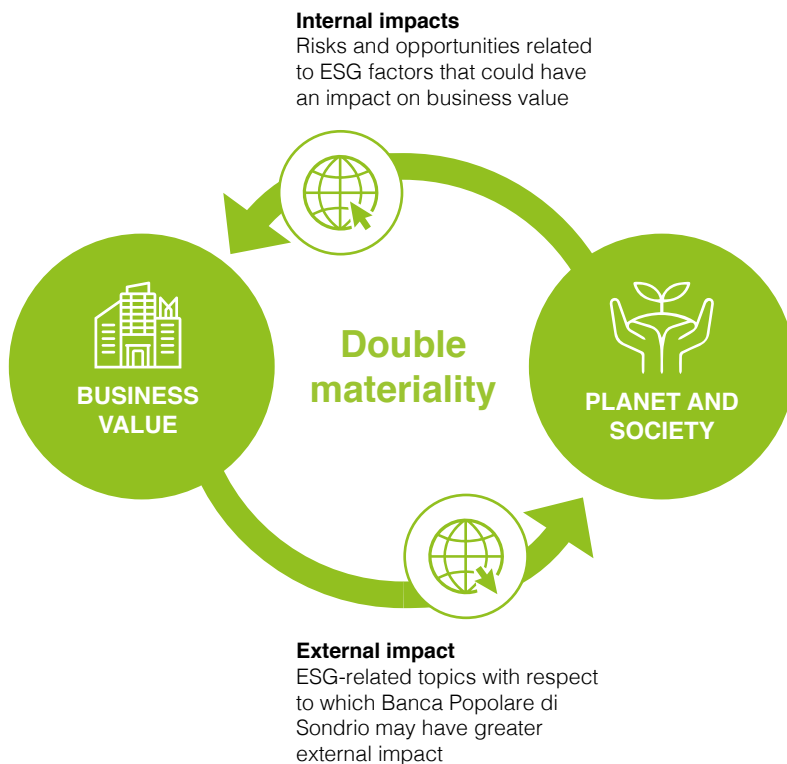 Internal impacts
Risks and opportunities related
to ESG factors that could have
an impact on business value
BUSINESS
VALUE
Double
materiality
PLANET AND
SOCIETY
External impact
ESG-related topics with respect
to which Banca Popolare di
Sondrio may have greater
external impact